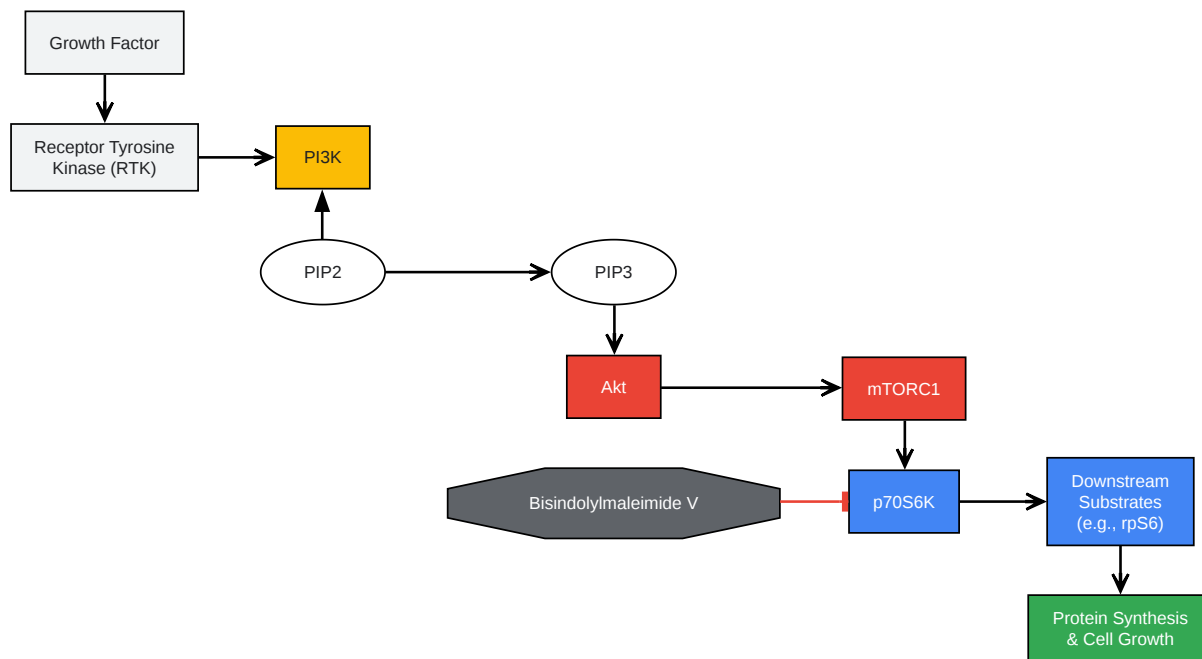 Growth Factor
Receptor Tyrosine
Kinase (RTK)
PI3K
PIP2
PIP3
Akt
mTORC1
Bisindolylmaleimide V
p70S6K
Downstream
Substrates
(e.g., rpS6)
Protein Synthesis
& Cell Growth